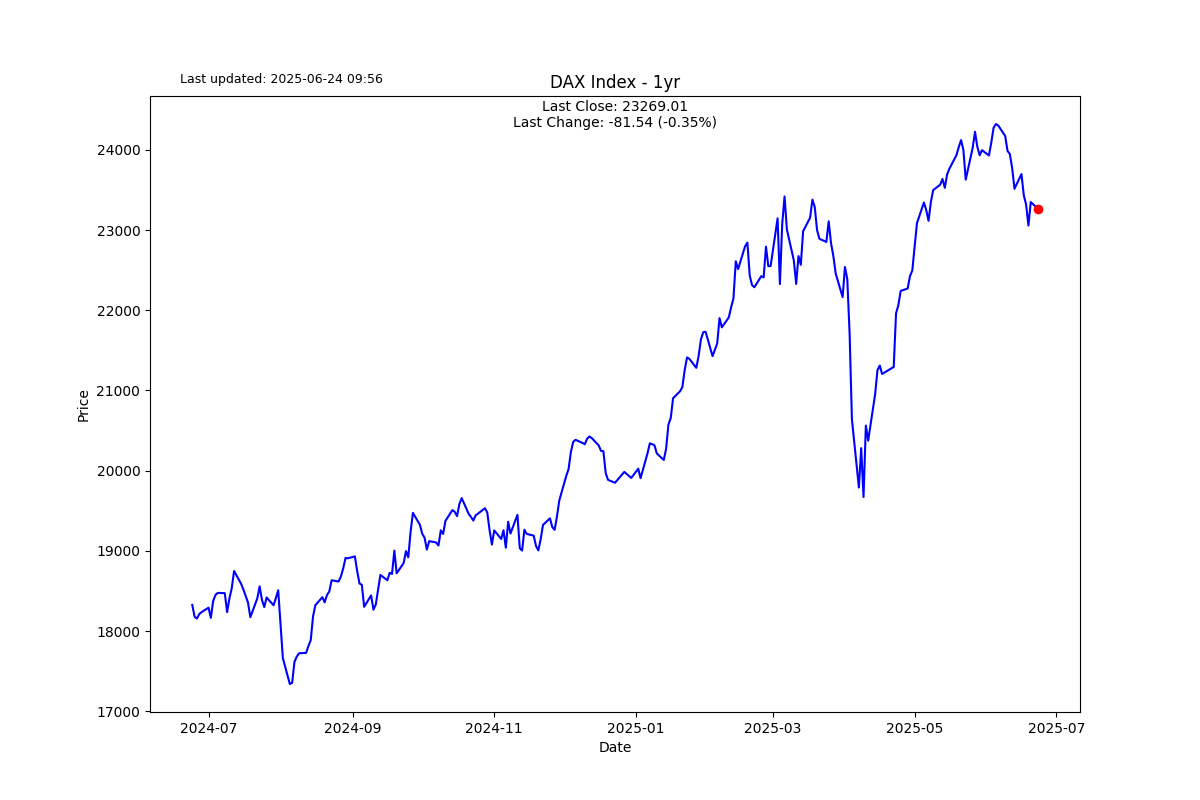 Last updated: 2025-06-24 09:56
DAX Index - 1yr
Last Close: 23269.01
Last Change: -81.54 (-0.35%)
24000
23000
22000
21000
20000
19000
18000
17000
Price
2024-07
2024-09
2024-11
2025-01
2025-03
2025-05
2025-07
Date